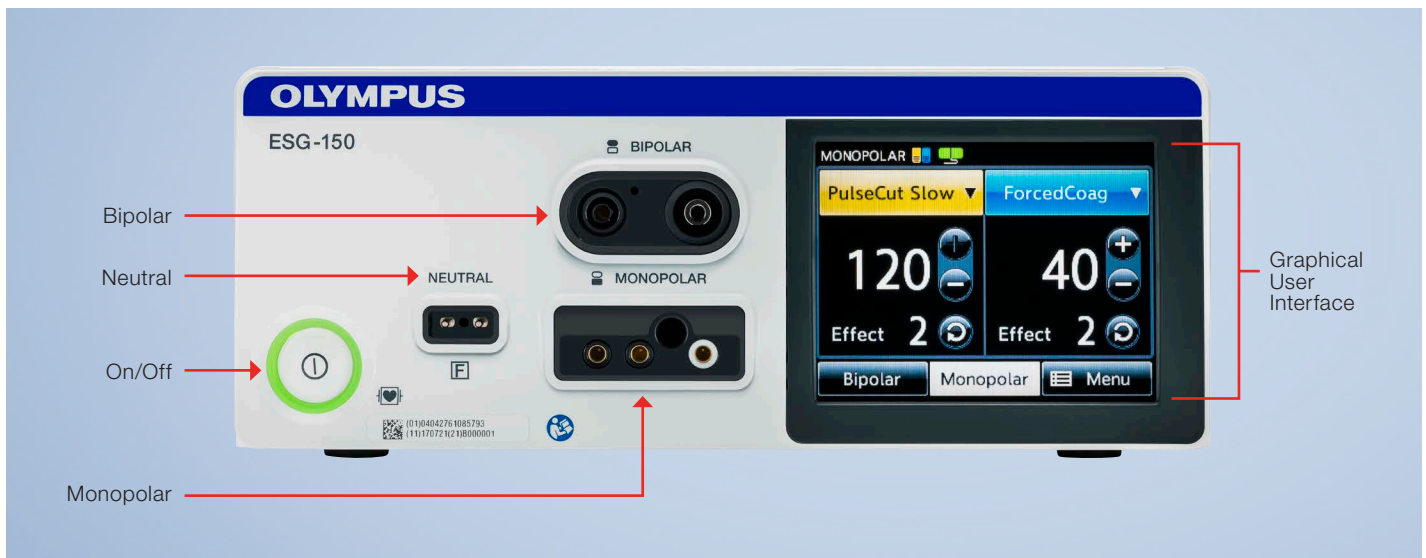 OLYMPUS
ESG-150
BIPOLAR
NEUTRAL
MONOPOLAR
F
(01)04042761085793
(11)170721(21)B000001
MONOPOLAR
PulseCut Slow
ForcedCoag
120
40
Effect 2
Effect 2
Bipolar
Monopolar
Menu
Bipolar
Neutral
On/Off
Monopolar
Graphical
User
Interface